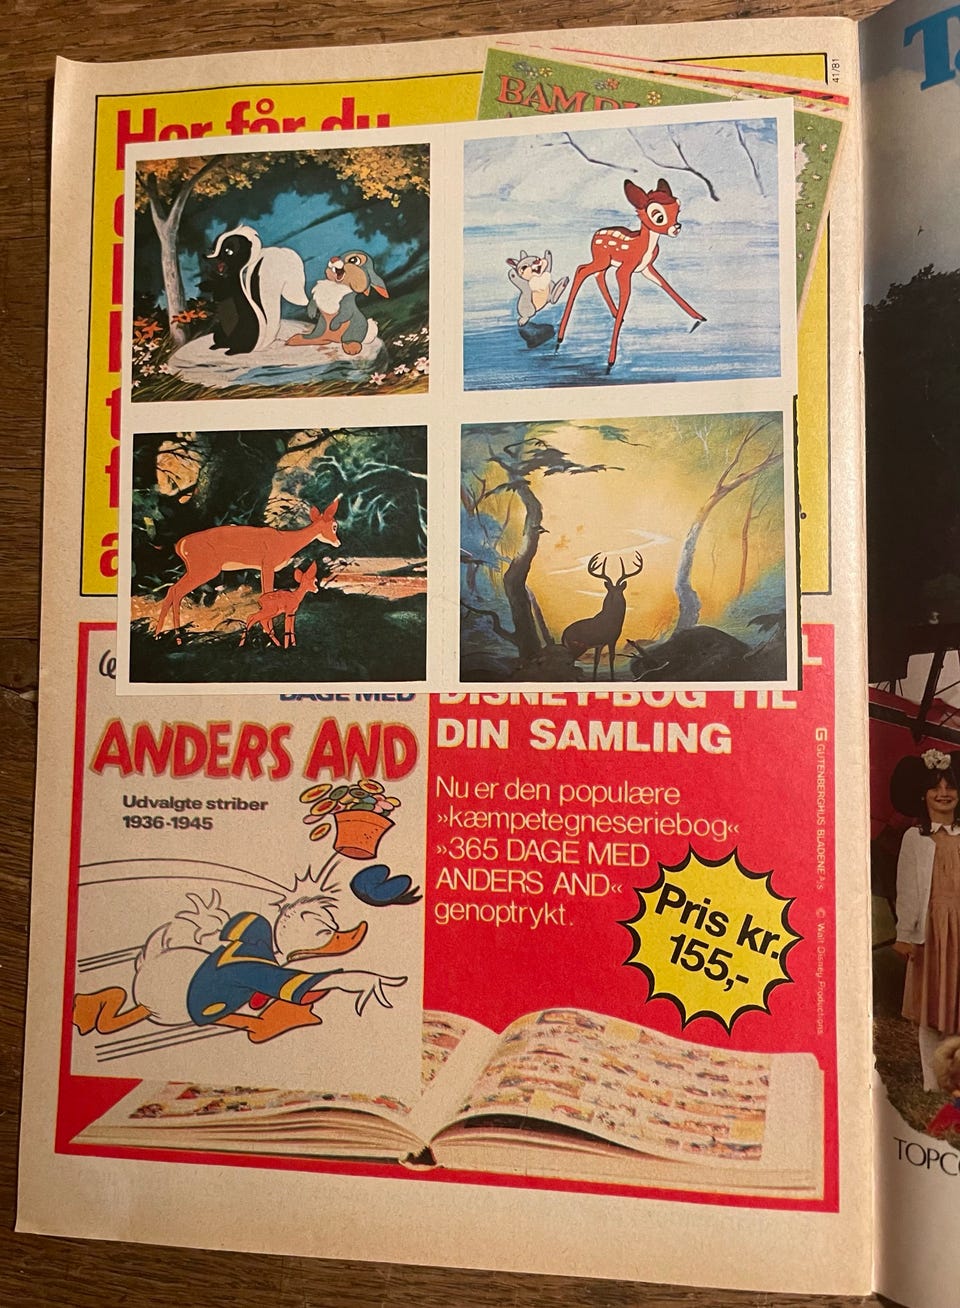 41/81
BAMBI
Her får du
DAGE MED
ANDERS AND
Udvalgte striber
1936-1945
DISNEY-BOG TIL
DIN SAMLING
Nu er den populære
»kæmpetegneseriebog«
»365 DAGE MED
ANDERS AND«
genoptrykt.
Pris kr.
155,-
G GUTENBERGHUS BLADENE A/s © Walt Disney Productions
TOPC